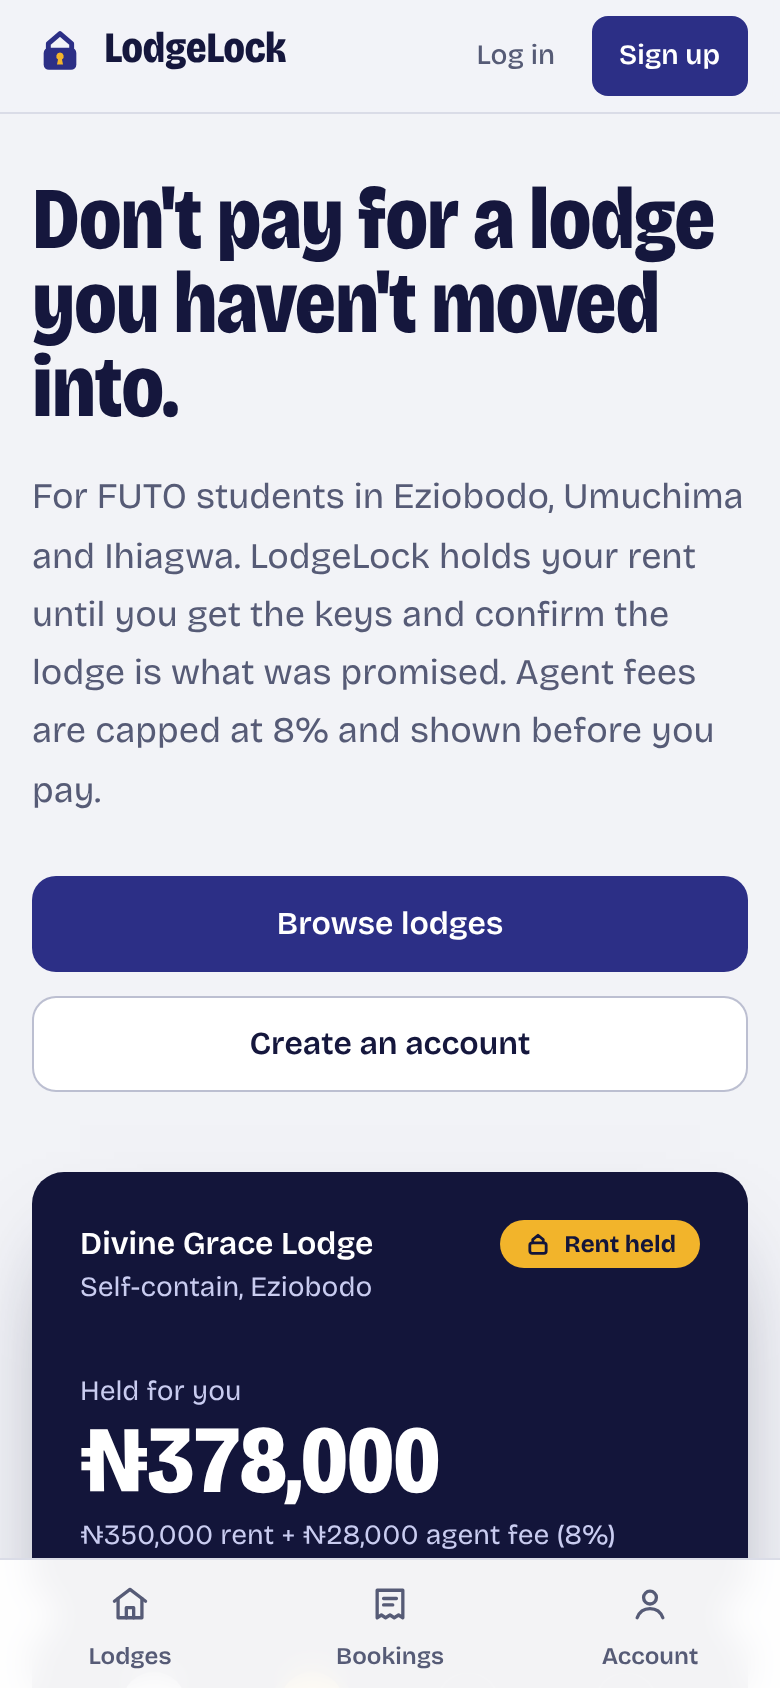 LodgeLock
Log in
Sign up
Don't pay for a lodge
you haven't moved
into.
For FUTO students in Eziobodo, Umuchima
and Ihiagwa. LodgeLock holds your rent
until you get the keys and confirm the
lodge is what was promised. Agent fees
are capped at 8% and shown before you
pay.
Browse lodges
Create an account
Divine Grace Lodge
Rent held
Self-contain, Eziobodo
Held for you
₦378,000
₦350,000 rent + ₦28,000 agent fee (8%)
Lodges
Bookings
Account